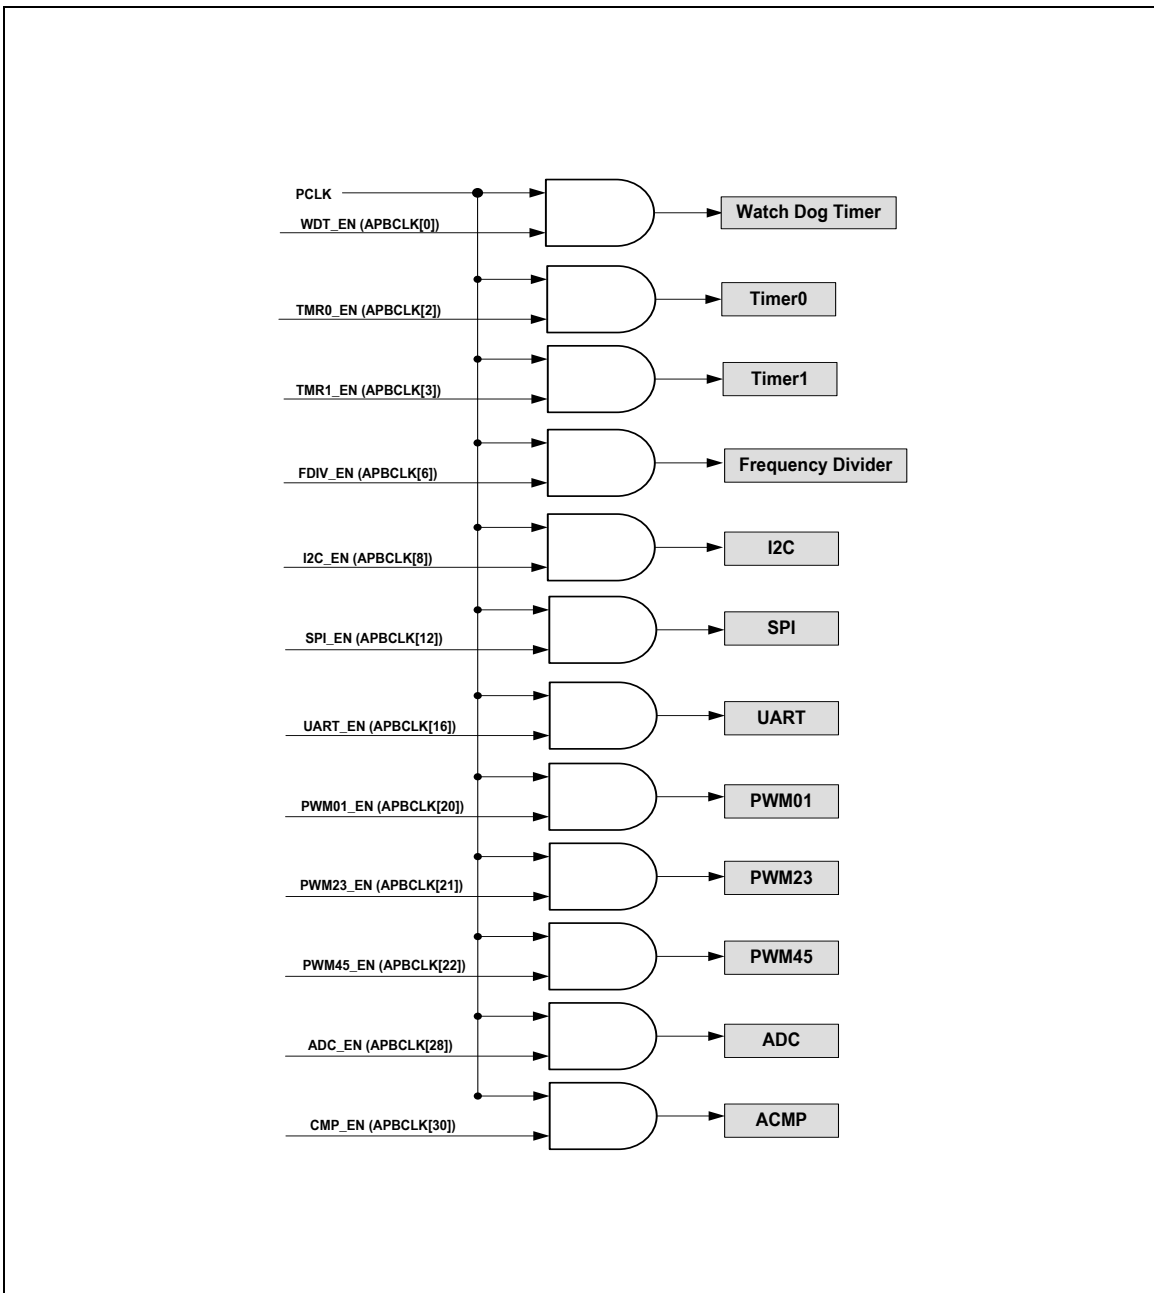 PCLK
WDT_EN (APBCLK[0])
Watch Dog Timer
TMR0_EN (APBCLK[2])
Timer0
TMR1_EN (APBCLK[3])
Timer1
FDIV_EN (APBCLK[6])
Frequency Divider
I2C_EN (APBCLK[8])
I2C
SPI_EN (APBCLK[12])
SPI
UART_EN (APBCLK[16])
UART
PWM01_EN (APBCLK[20])
PWM01
PWM23_EN (APBCLK[21])
PWM23
PWM45_EN (APBCLK[22])
PWM45
ADC_EN (APBCLK[28])
ADC
CMP_EN (APBCLK[30])
ACMP